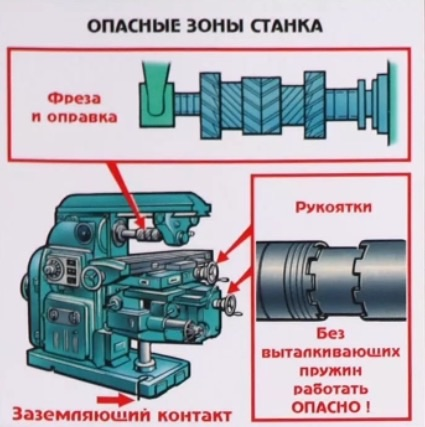 ОПАСНЫЕ ЗОНЫ СТАНКА
Фреза
и оправка
Рукоятки
Без
выталкивающих
пружин
работать
ОПАСНО !
Заземляющий контакт